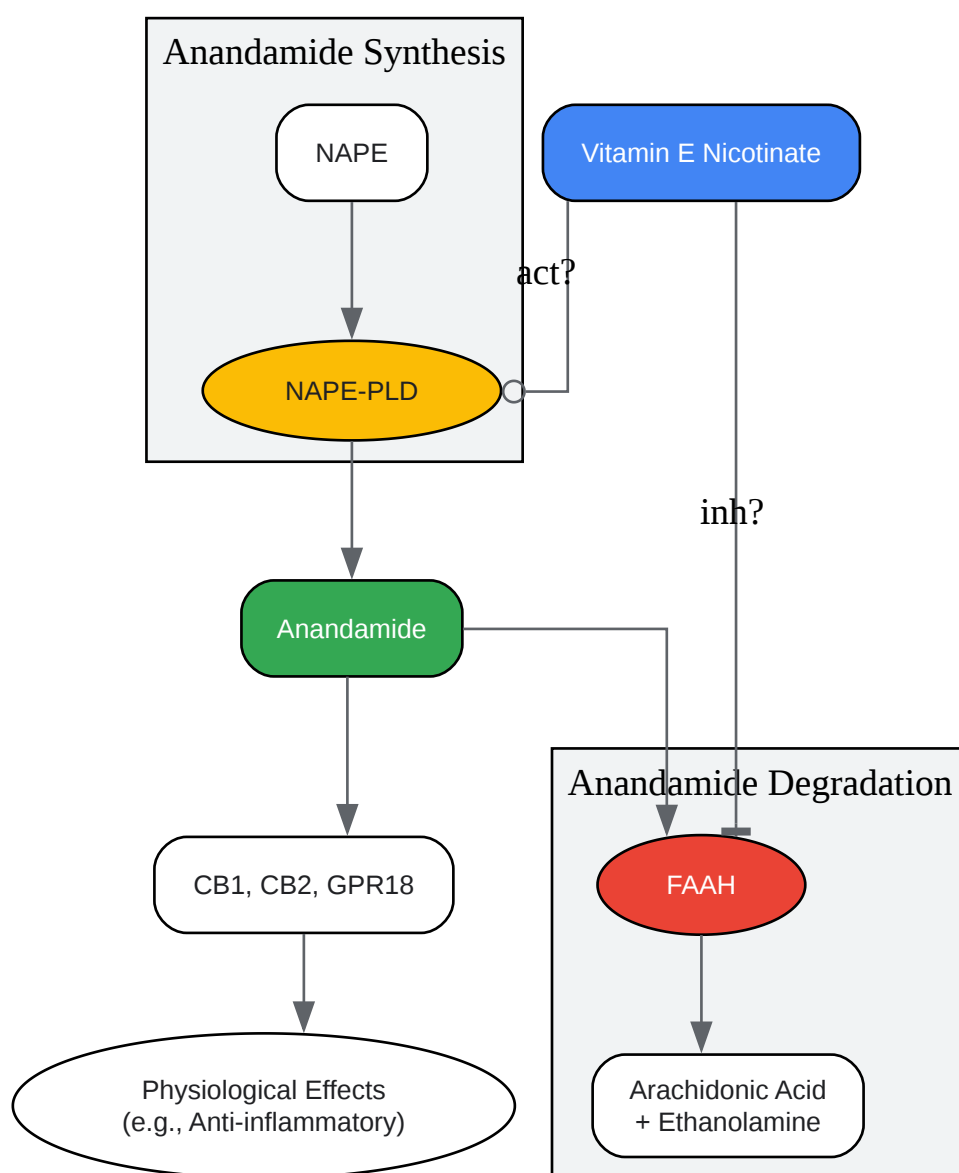 Anandamide Synthesis
NAPE
Vitamin E Nicotinate
act?
NAPE-PLD
inh?
Anandamide
Anandamide Degradation
CB1, CB2, GPR18
FAAH
Physiological Effects
(e.g., Anti-inflammatory)
Arachidonic Acid
+ Ethanolamine